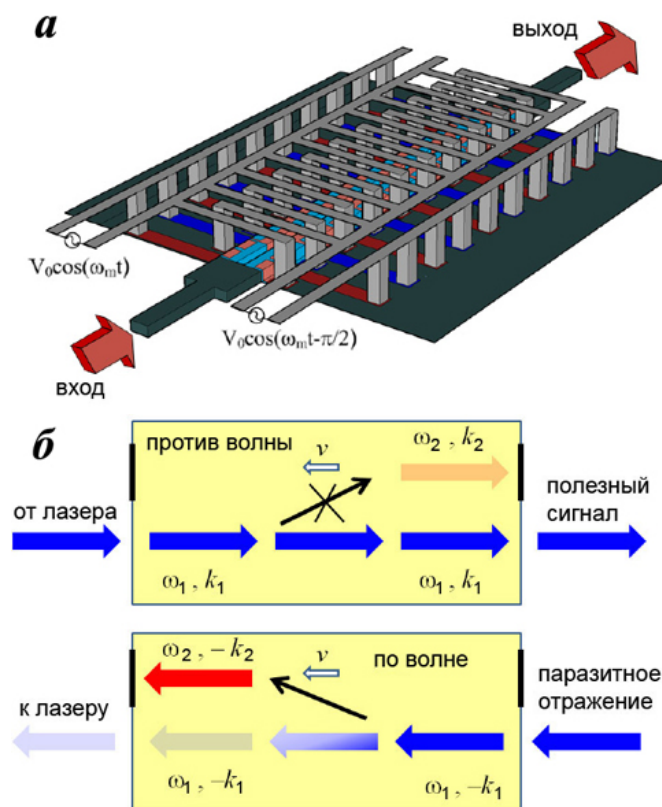 а
выход
V₀cos(ωₘt)
V₀cos(ωₘt-π/2)
вход
б
против волны
v
ω₂ , k₂
от лазера
полезный
сигнал
ω₁ , k₁
ω₁ , k₁
ω₂ , −k₂
v
по волне
паразитное
отражение
к лазеру
ω₁ , −k₁
ω₁ , −k₁